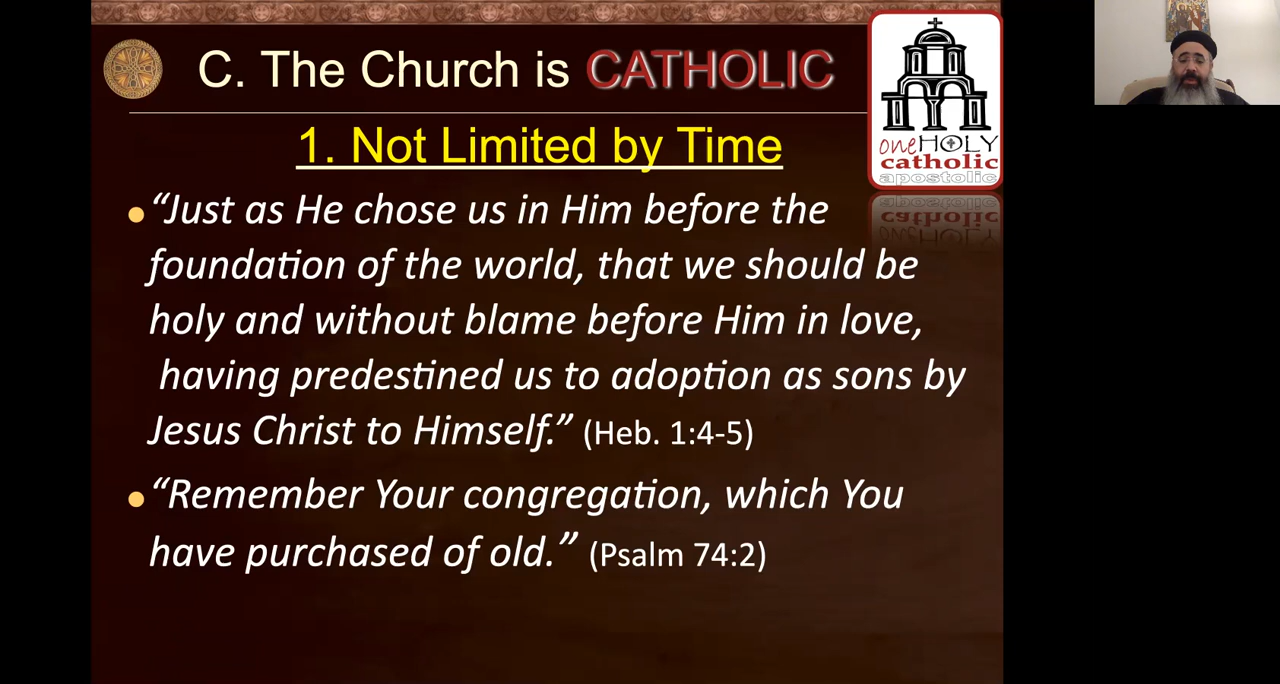 C. The Church is CATHOLIC
1. Not Limited by Time
• “Just as He chose us in Him before the
foundation of the world, that we should be
holy and without blame before Him in love,
having predestined us to adoption as sons by
Jesus Christ to Himself.” (Heb. 1:4-5)
• “Remember Your congregation, which You
have purchased of old.” (Psalm 74:2)
one HOLY
catholic
apostolic